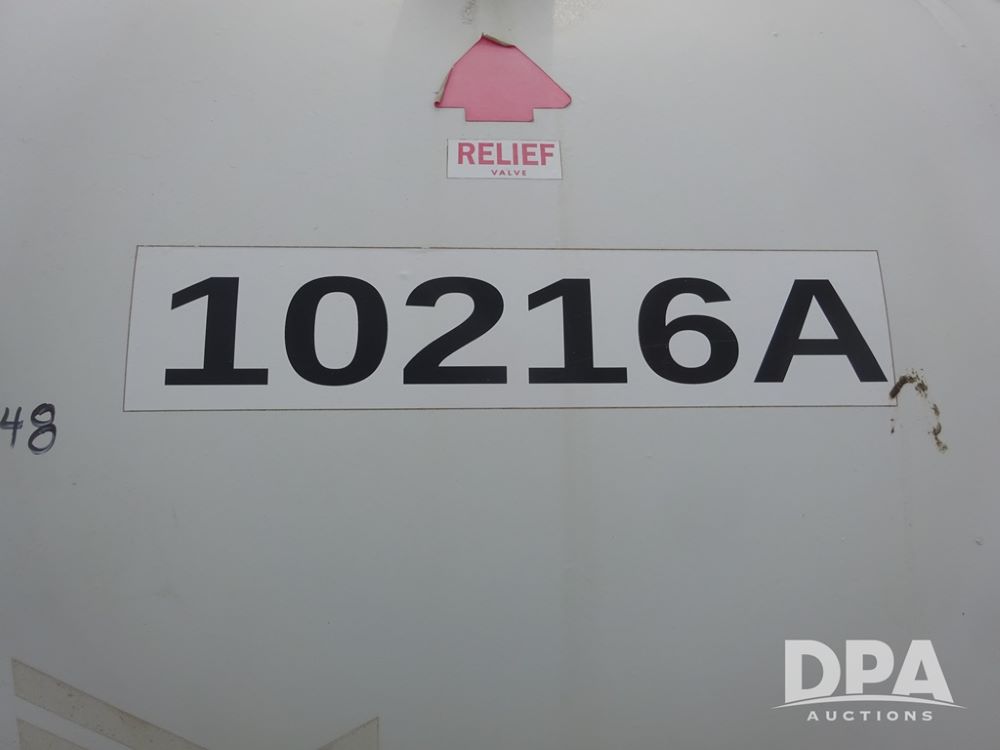 RELIEF
VALVE
10216A
48
DPA
AUCTIONS